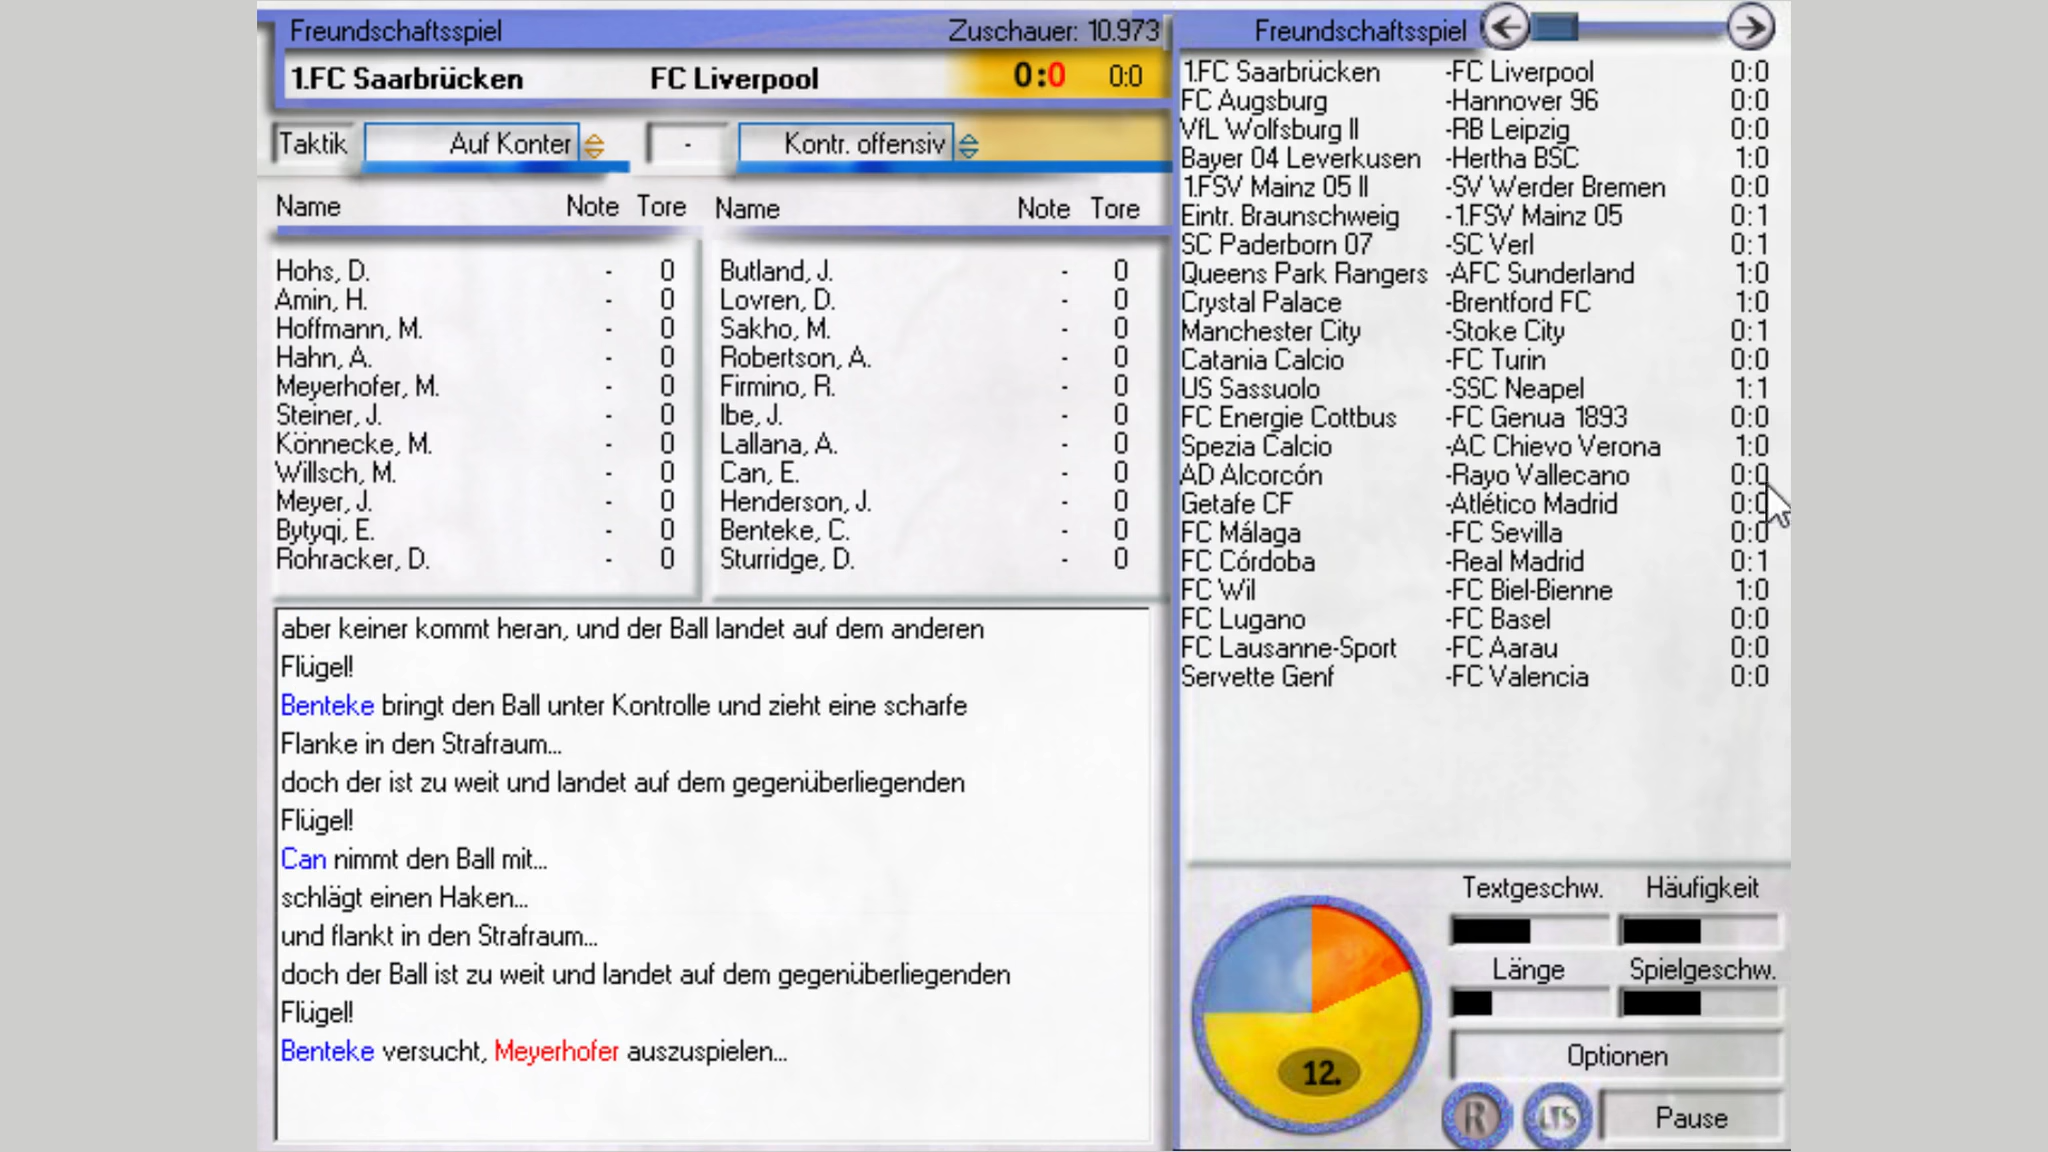 Freundschaftsspiel Zuschauer: 10.973
1.FC Saarbrücken FC Liverpool 0:0 0:0
Taktik Auf Konter - Kontr. offensiv
Name Note Tore Name Note Tore
Hohs, D. - 0 Butland, J. - 0
Amin, H. - 0 Lovren, D. - 0
Hoffmann, M. - 0 Sakho, M. - 0
Hahn, A. - 0 Robertson, A. - 0
Meyerhofer, M. - 0 Firmino, R. - 0
Steiner, J. - 0 Ibe, J. - 0
Könnecke, M. - 0 Lallana, A. - 0
Willsch, M. - 0 Can, E. - 0
Meyer, J. - 0 Henderson, J. - 0
Bytyqi, E. - 0 Benteke, C. - 0
Rohracker, D. - 0 Sturridge, D. - 0
aber keiner kommt heran, und der Ball landet auf dem anderen
Flügel!
Benteke bringt den Ball unter Kontrolle und zieht eine scharfe
Flanke in den Strafraum...
doch der ist zu weit und landet auf dem gegenüberliegenden
Flügel!
Can nimmt den Ball mit...
schlägt einen Haken...
und flankt in den Strafraum...
doch der Ball ist zu weit und landet auf dem gegenüberliegenden
Flügel!
Benteke versucht, Meyerhofer auszuspielen...
Freundschaftsspiel
1.FC Saarbrücken -FC Liverpool 0:0
FC Augsburg -Hannover 96 0:0
VfL Wolfsburg II -RB Leipzig 0:0
Bayer 04 Leverkusen -Hertha BSC 1:0
1.FSV Mainz 05 II -SV Werder Bremen 0:0
Eintr. Braunschweig -1.FSV Mainz 05 0:1
SC Paderborn 07 -SC Verl 0:1
Queens Park Rangers -AFC Sunderland 1:0
Crystal Palace -Brentford FC 1:0
Manchester City -Stoke City 0:1
Catania Calcio -FC Turin 0:0
US Sassuolo -SSC Neapel 1:1
FC Energie Cottbus -FC Genua 1893 0:0
Spezia Calcio -AC Chievo Verona 1:0
AD Alcorcón -Rayo Vallecano 0:0
Getafe CF -Atlético Madrid 0:0
FC Málaga -FC Sevilla 0:0
FC Córdoba -Real Madrid 0:1
FC Wil -FC Biel-Bienne 1:0
FC Lugano -FC Basel 0:0
FC Lausanne-Sport -FC Aarau 0:0
Servette Genf -FC Valencia 0:0
Textgeschw. Häufigkeit
Länge Spielgeschw.
12.
Optionen
R LTS Pause